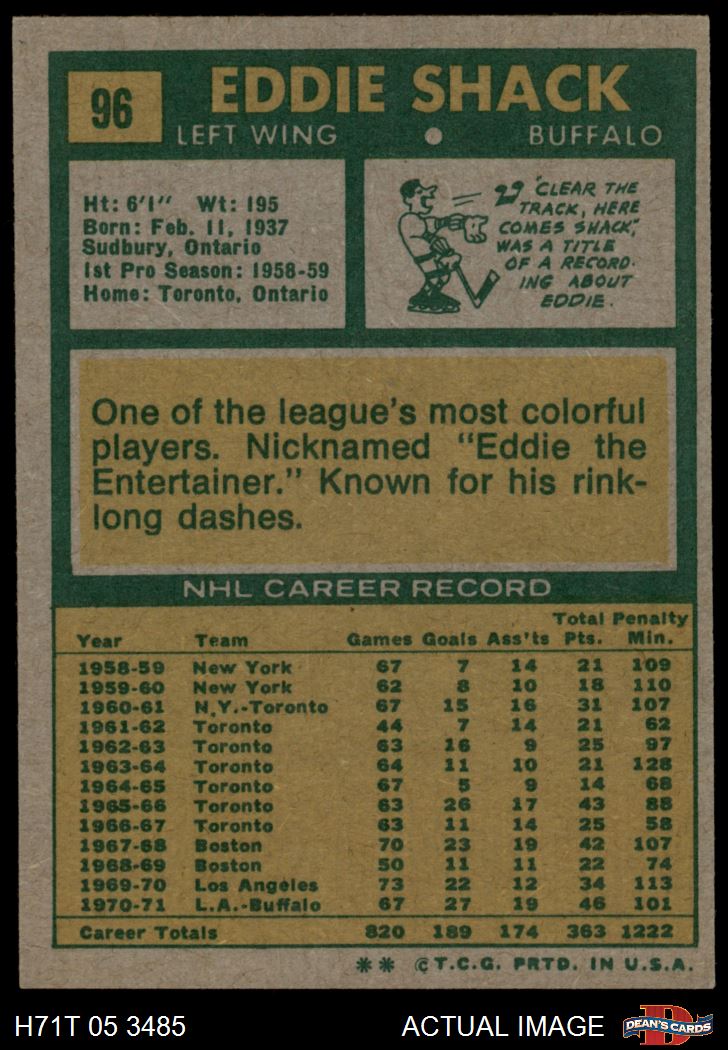 96
EDDIE SHACK
LEFT WING • BUFFALO
Ht: 6'1" Wt: 195
Born: Feb. 11, 1937
Sudbury, Ontario
1st Pro Season: 1958-59
Home: Toronto, Ontario
"CLEAR THE
TRACK, HERE
COMES SHACK,"
WAS A TITLE
OF A RECORD-
ING ABOUT
EDDIE.
One of the league's most colorful
players. Nicknamed "Eddie the
Entertainer." Known for his rink-
long dashes.
NHL CAREER RECORD
Year Team Games Goals Ass'ts Total Pts. Penalty Min.
1958-59 New York 67 7 14 21 109
1959-60 New York 62 8 10 18 110
1960-61 N.Y.-Toronto 67 15 16 31 107
1961-62 Toronto 44 7 14 21 62
1962-63 Toronto 63 16 9 25 97
1963-64 Toronto 64 11 10 21 128
1964-65 Toronto 67 5 9 14 68
1965-66 Toronto 63 26 17 43 88
1966-67 Toronto 63 11 14 25 58
1967-68 Boston 70 23 19 42 107
1968-69 Boston 50 11 11 22 74
1969-70 Los Angeles 73 22 12 34 113
1970-71 L.A.-Buffalo 67 27 19 46 101
Career Totals 820 189 174 363 1222
** © T.C.G. PRTD. IN U.S.A.
H71T 05 3485 ACTUAL IMAGE
D
DEAN'S CARDS